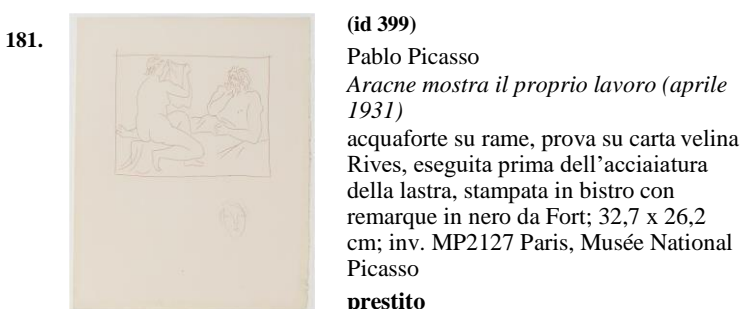 181.
(id 399)
Pablo Picasso
Aracne mostra il proprio lavoro (aprile
1931)
acquaforte su rame, prova su carta velina
Rives, eseguita prima dell’acciaiatura
della lastra, stampata in bistro con
remarque in nero da Fort; 32,7 x 26,2
cm; inv. MP2127 Paris, Musée National
Picasso
prestito